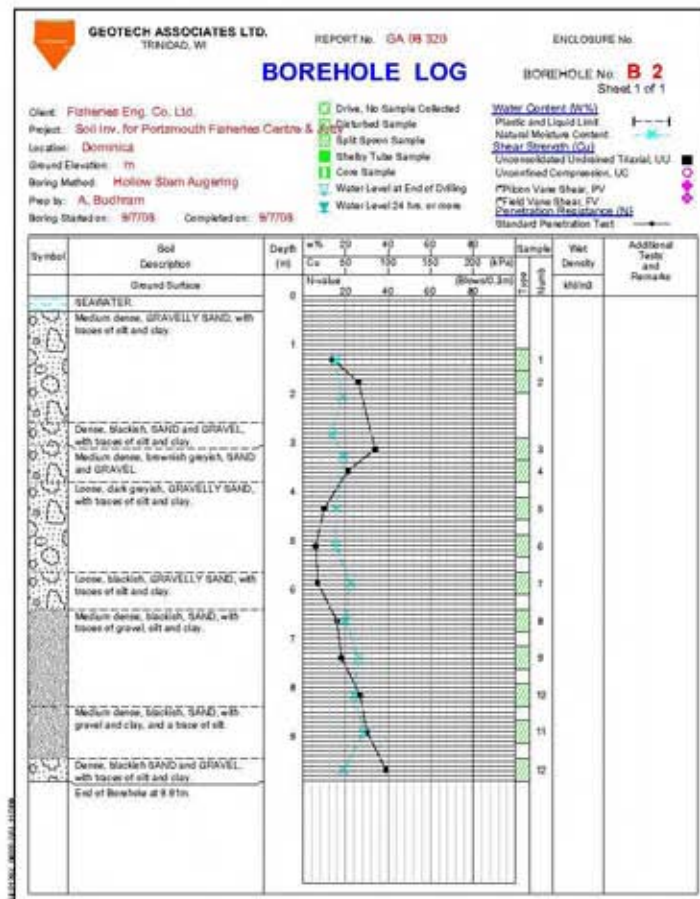 GEOTECH ASSOCIATES LTD.
TRINIDAD, WI
REPORT No. GA 08 320
ENCLOSURE No.
BOREHOLE LOG
BOREHOLE No. B 2
Sheet 1 of 1
Client: Fisheries Eng. Co. Ltd.
Project: Soil Inv. for Portsmouth Fisheries Centre &
Location: Dominica
Ground Elevation: m
Boring Method: Hollow Stem Augering
Prep by: A. Budhram
Boring Started on: 9/7/08 Completed on: 9/7/08
Drive, No Sample Collected
Disturbed Sample
Split Spoon Sample
Shelby Tube Sample
Core Sample
Water Level at End of Drilling
Water Level 24 hrs. or more
Water Content (W%)
Plastic and Liquid Limit
Natural Moisture Content
Shear Strength (Cu)
Unconsolidated Undrained Triaxial, UU
Unconfined Compression, UC
Pilcon Vane Shear, PV
Field Vane Shear, FV
Penetration Resistance (N)
Standard Penetration Test
Symbol
Soil
Description
Ground Surface
Depth
(m)
w% 20 40 60 80
Cu 50 100 150 200 (kPa)
N-value (Blows/0.3m)
20 40 60 80
Sample
Type
Numb
Wet
Density
kN/m3
Additional
Tests
and
Remarks
0
SEAWATER
Medium dense, GRAVELLY SAND, with
traces of silt and clay.
1
1
2
2
Dense, blackish, SAND and GRAVEL,
with traces of silt and clay.
3
3
Medium dense, brownish greyish, SAND
and GRAVEL
4
Loose, dark greyish, GRAVELLY SAND,
with traces of silt and clay.
4
5
5
6
Loose, blackish, GRAVELLY SAND, with
traces of silt and clay.
6
7
Medium dense, blackish, SAND, with
traces of gravel, silt and clay.
8
7
9
8
10
Medium dense, blackish, SAND, with
gravel and clay, and a trace of silt.
11
9
Dense, blackish SAND and GRAVEL,
with traces of silt and clay.
12
End of Borehole at 9.91m.